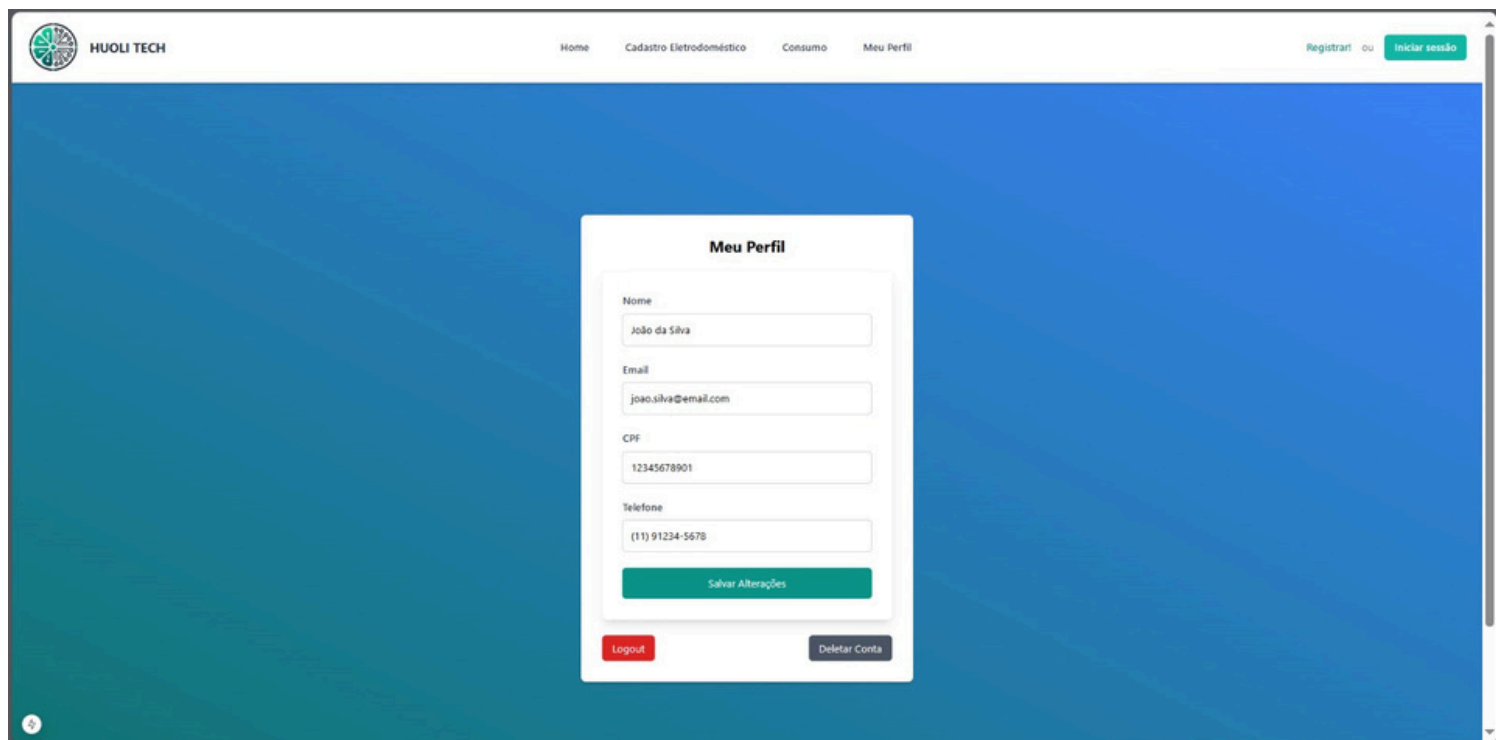 HUOLI TECH
Home Cadastro Eletrodoméstico Consumo Meu Perfil
Registrar! ou Iniciar sessão
Meu Perfil
Nome
João da Silva
Email
joao.silva@email.com
CPF
12345678901
Telefone
(11) 91234-5678
Salvar Alterações
Logout Deletar Conta